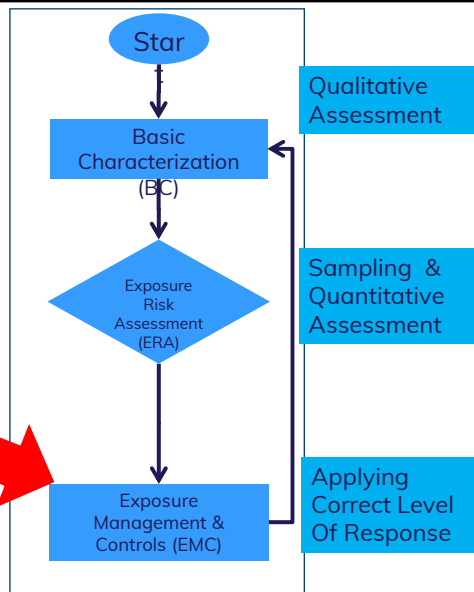 Star
t
Qualitative
Assessment
Basic
Characterization
(BC)
Exposure
Risk
Assessment
(ERA)
Sampling &
Quantitative
Assessment
Exposure
Management &
Controls (EMC)
Applying
Correct Level
Of Response